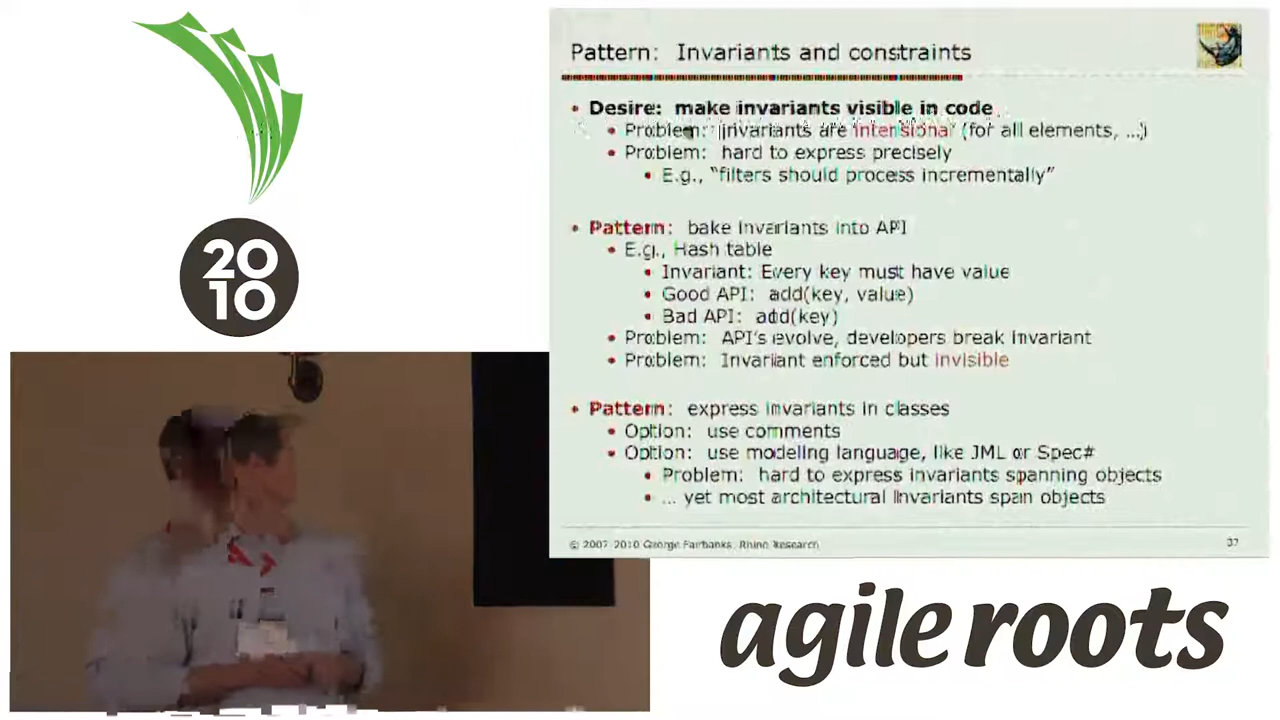 20
10
Pattern: Invariants and constraints
• Desire: make invariants visible in code
• Problem: invariants are intensional (for all elements, ...)
• Problem: hard to express precisely
• E.g., “filters should process incrementally”
• Pattern: bake invariants into API
• E.g., Hash table
• Invariant: Every key must have value
• Good API: add(key, value)
• Bad API: add(key)
• Problem: API's evolve, developers break invariant
• Problem: Invariant enforced but invisible
• Pattern: express invariants in classes
• Option: use comments
• Option: use modeling language, like JML or Spec#
• Problem: hard to express invariants spanning objects
• ... yet most architectural invariants span objects
© 2007-2010 George Fairbanks, Rhino Research
37
agile roots